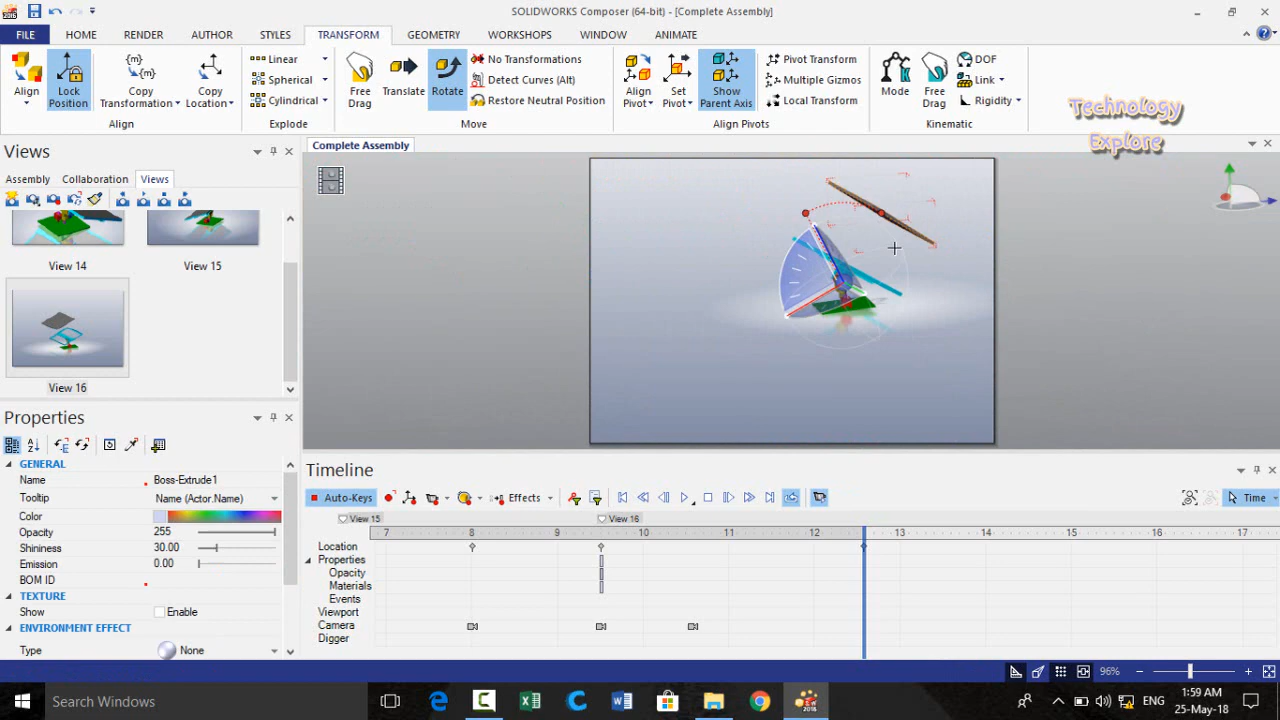 SOLIDWORKS Composer (64-bit) - [Complete Assembly]
FILE HOME RENDER AUTHOR STYLES TRANSFORM GEOMETRY WORKSHOPS WINDOW ANIMATE
Align
Lock Position
Copy Transformation
Copy Location
Align
Linear
Spherical
Cylindrical
Explode
Free Drag
Translate
Rotate
No Transformations
Detect Curves (Alt)
Restore Neutral Position
Move
Align Pivot
Set Pivot
Show Parent Axis
Pivot Transform
Multiple Gizmos
Local Transform
Align Pivots
Mode
Free Drag
DOF
Link
Rigidity
Kinematic
Technology
Explore
Views
Assembly Collaboration Views
View 14 View 15
View 16
Complete Assembly
Properties
GENERAL
Name Boss-Extrude1
Tooltip Name (Actor.Name)
Color
Opacity 255
Shininess 30.00
Emission 0.00
BOM ID
TEXTURE
Show Enable
ENVIRONMENT EFFECT
Type None
Timeline
Auto-Keys Effects Time
View 15 View 16
7 8 9 10 11 12 13 14 15 16 17
Location
Properties
Opacity
Materials
Events
Viewport
Camera
Digger
96%
Search Windows
ENG
1:59 AM
25-May-18